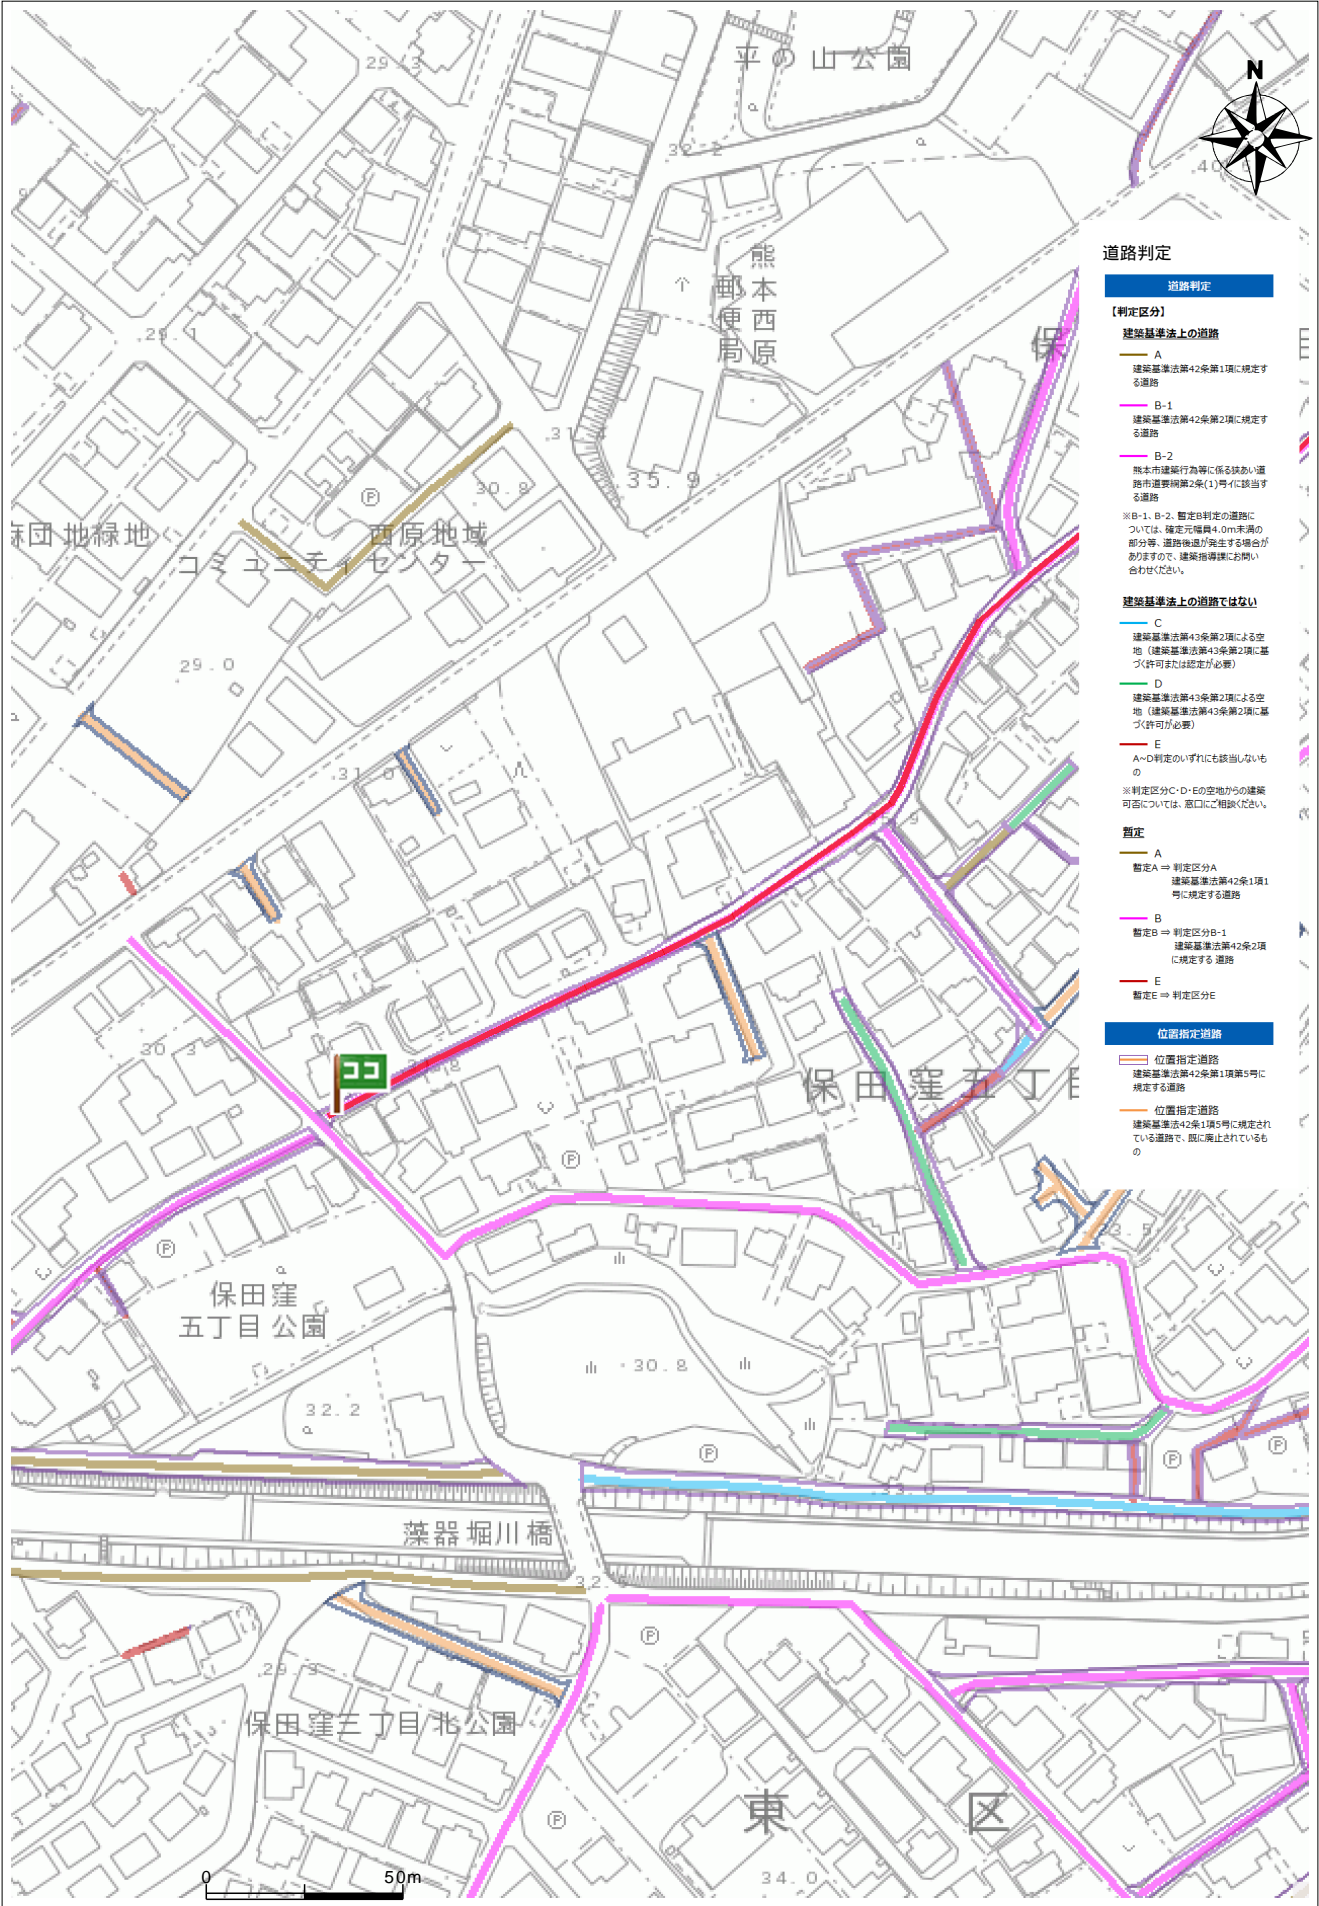 平の山公園
29.3
N
32.2
40.6
熊本西原
郵便局
道路判定
道路判定
【判定区分】
建築基準法上の道路
A
建築基準法第42条第1項に規定す
る道路
B-1
建築基準法第42条第2項に規定す
る道路
B-2
熊本市建築行為等に係る狭あい道
路市道要綱第2条(1)号イに該当す
る道路
※B-1、B-2、暫定B判定の道路に
ついては、確定元幅員4.0m未満の
部分等、道路後退が発生する場合が
ありますので、建築指導課にお問い
合わせください。
建築基準法上の道路ではない
C
建築基準法第43条第2項による空
地（建築基準法第43条第2項に基
づく許可または認定が必要）
D
建築基準法第43条第2項による空
地（建築基準法第43条第2項に基
づく許可が必要）
E
A~D判定のいずれにも該当しないも
の
※判定区分C・D・Eの空地からの建築
可否については、窓口にご相談ください。
暫定
A
暫定A ⇒ 判定区分A
建築基準法第42条1項1
号に規定する道路
B
暫定B ⇒ 判定区分B-1
建築基準法第42条2項
に規定する 道路
E
暫定E ⇒ 判定区分E
位置指定道路
位置指定道路
建築基準法第42条第1項第5号に
規定する道路
位置指定道路
建築基準法42条1項5号に規定され
ている道路で、既に廃止されているも
の
29.1
保
31.4
35.9
30.8
団地緑地
西原地域
コミュニティセンター
29.0
31.0
30.3
ココ
保田窪五丁目
保田窪
五丁目公園
30.8
32.2
33.0
藻器堀川橋
29.3
保田窪三丁目北公園
東区
34.0
0 50m